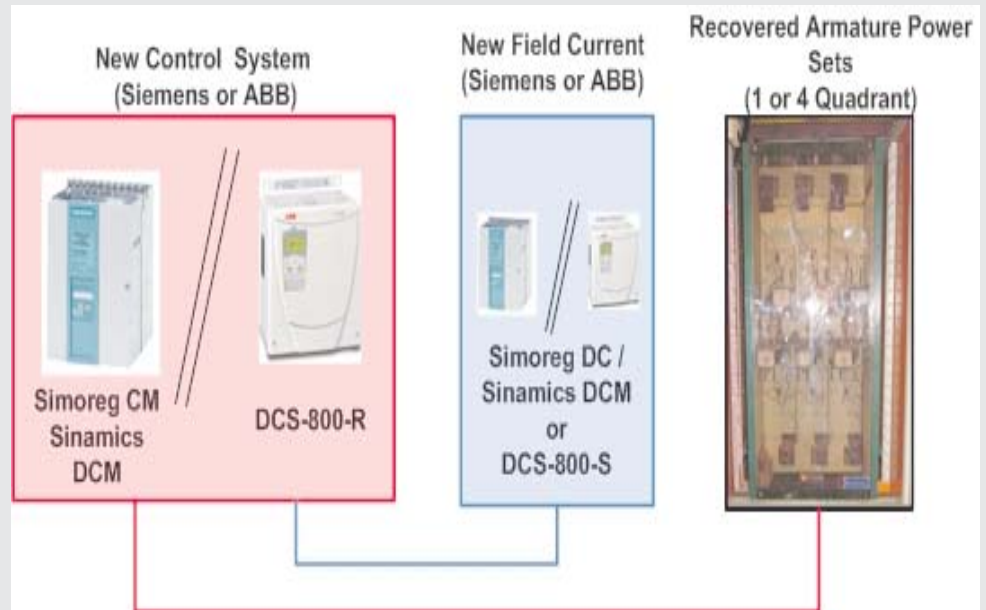 New Control System
(Siemens or ABB)
New Field Current
(Siemens or ABB)
Recovered Armature Power
Sets
(1 or 4 Quadrant)
Simoreg CM
Sinamics
DCM
DCS-800-R
Simoreg DC /
Sinamics DCM
or
DCS-800-S
ABB